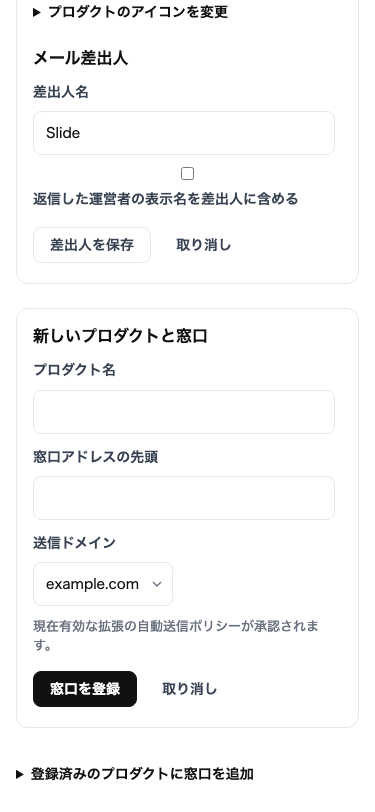 ▶ プロダクトのアイコンを変更
メール差出人
差出人名
Slide
返信した運営者の表示名を差出人に含める
差出人を保存 取り消し
新しいプロダクトと窓口
プロダクト名
窓口アドレスの先頭
送信ドメイン
example.com
現在有効な拡張の自動送信ポリシーが承認されま
す。
窓口を登録 取り消し
▶ 登録済みのプロダクトに窓口を追加